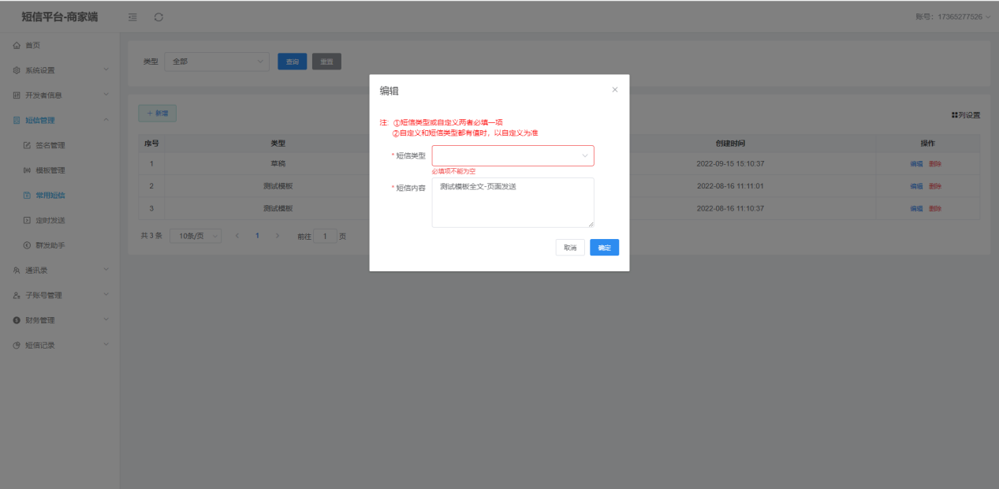 短信平台-商家端
账号：17365277526
首页
系统设置
开发者信息
短信管理
签名管理
模板管理
常用短信
定时发送
群发助手
通讯录
子账号管理
财务管理
短信记录
类型 全部 查询 重置
+ 新增
列设置
序号 类型 创建时间 操作
1 草稿 2022-09-15 15:10:37 编辑 删除
2 测试模板 2022-08-16 11:11:01 编辑 删除
3 测试模板 2022-08-16 11:10:37 编辑 删除
共 3 条 10条/页 1 前往 1 页
编辑
注: ①短信类型或自定义两者必填一项
②自定义和短信类型都有值时，以自定义为准
* 短信类型
必填项不能为空
* 短信内容 测试模板全文-页面发送
取消 确定